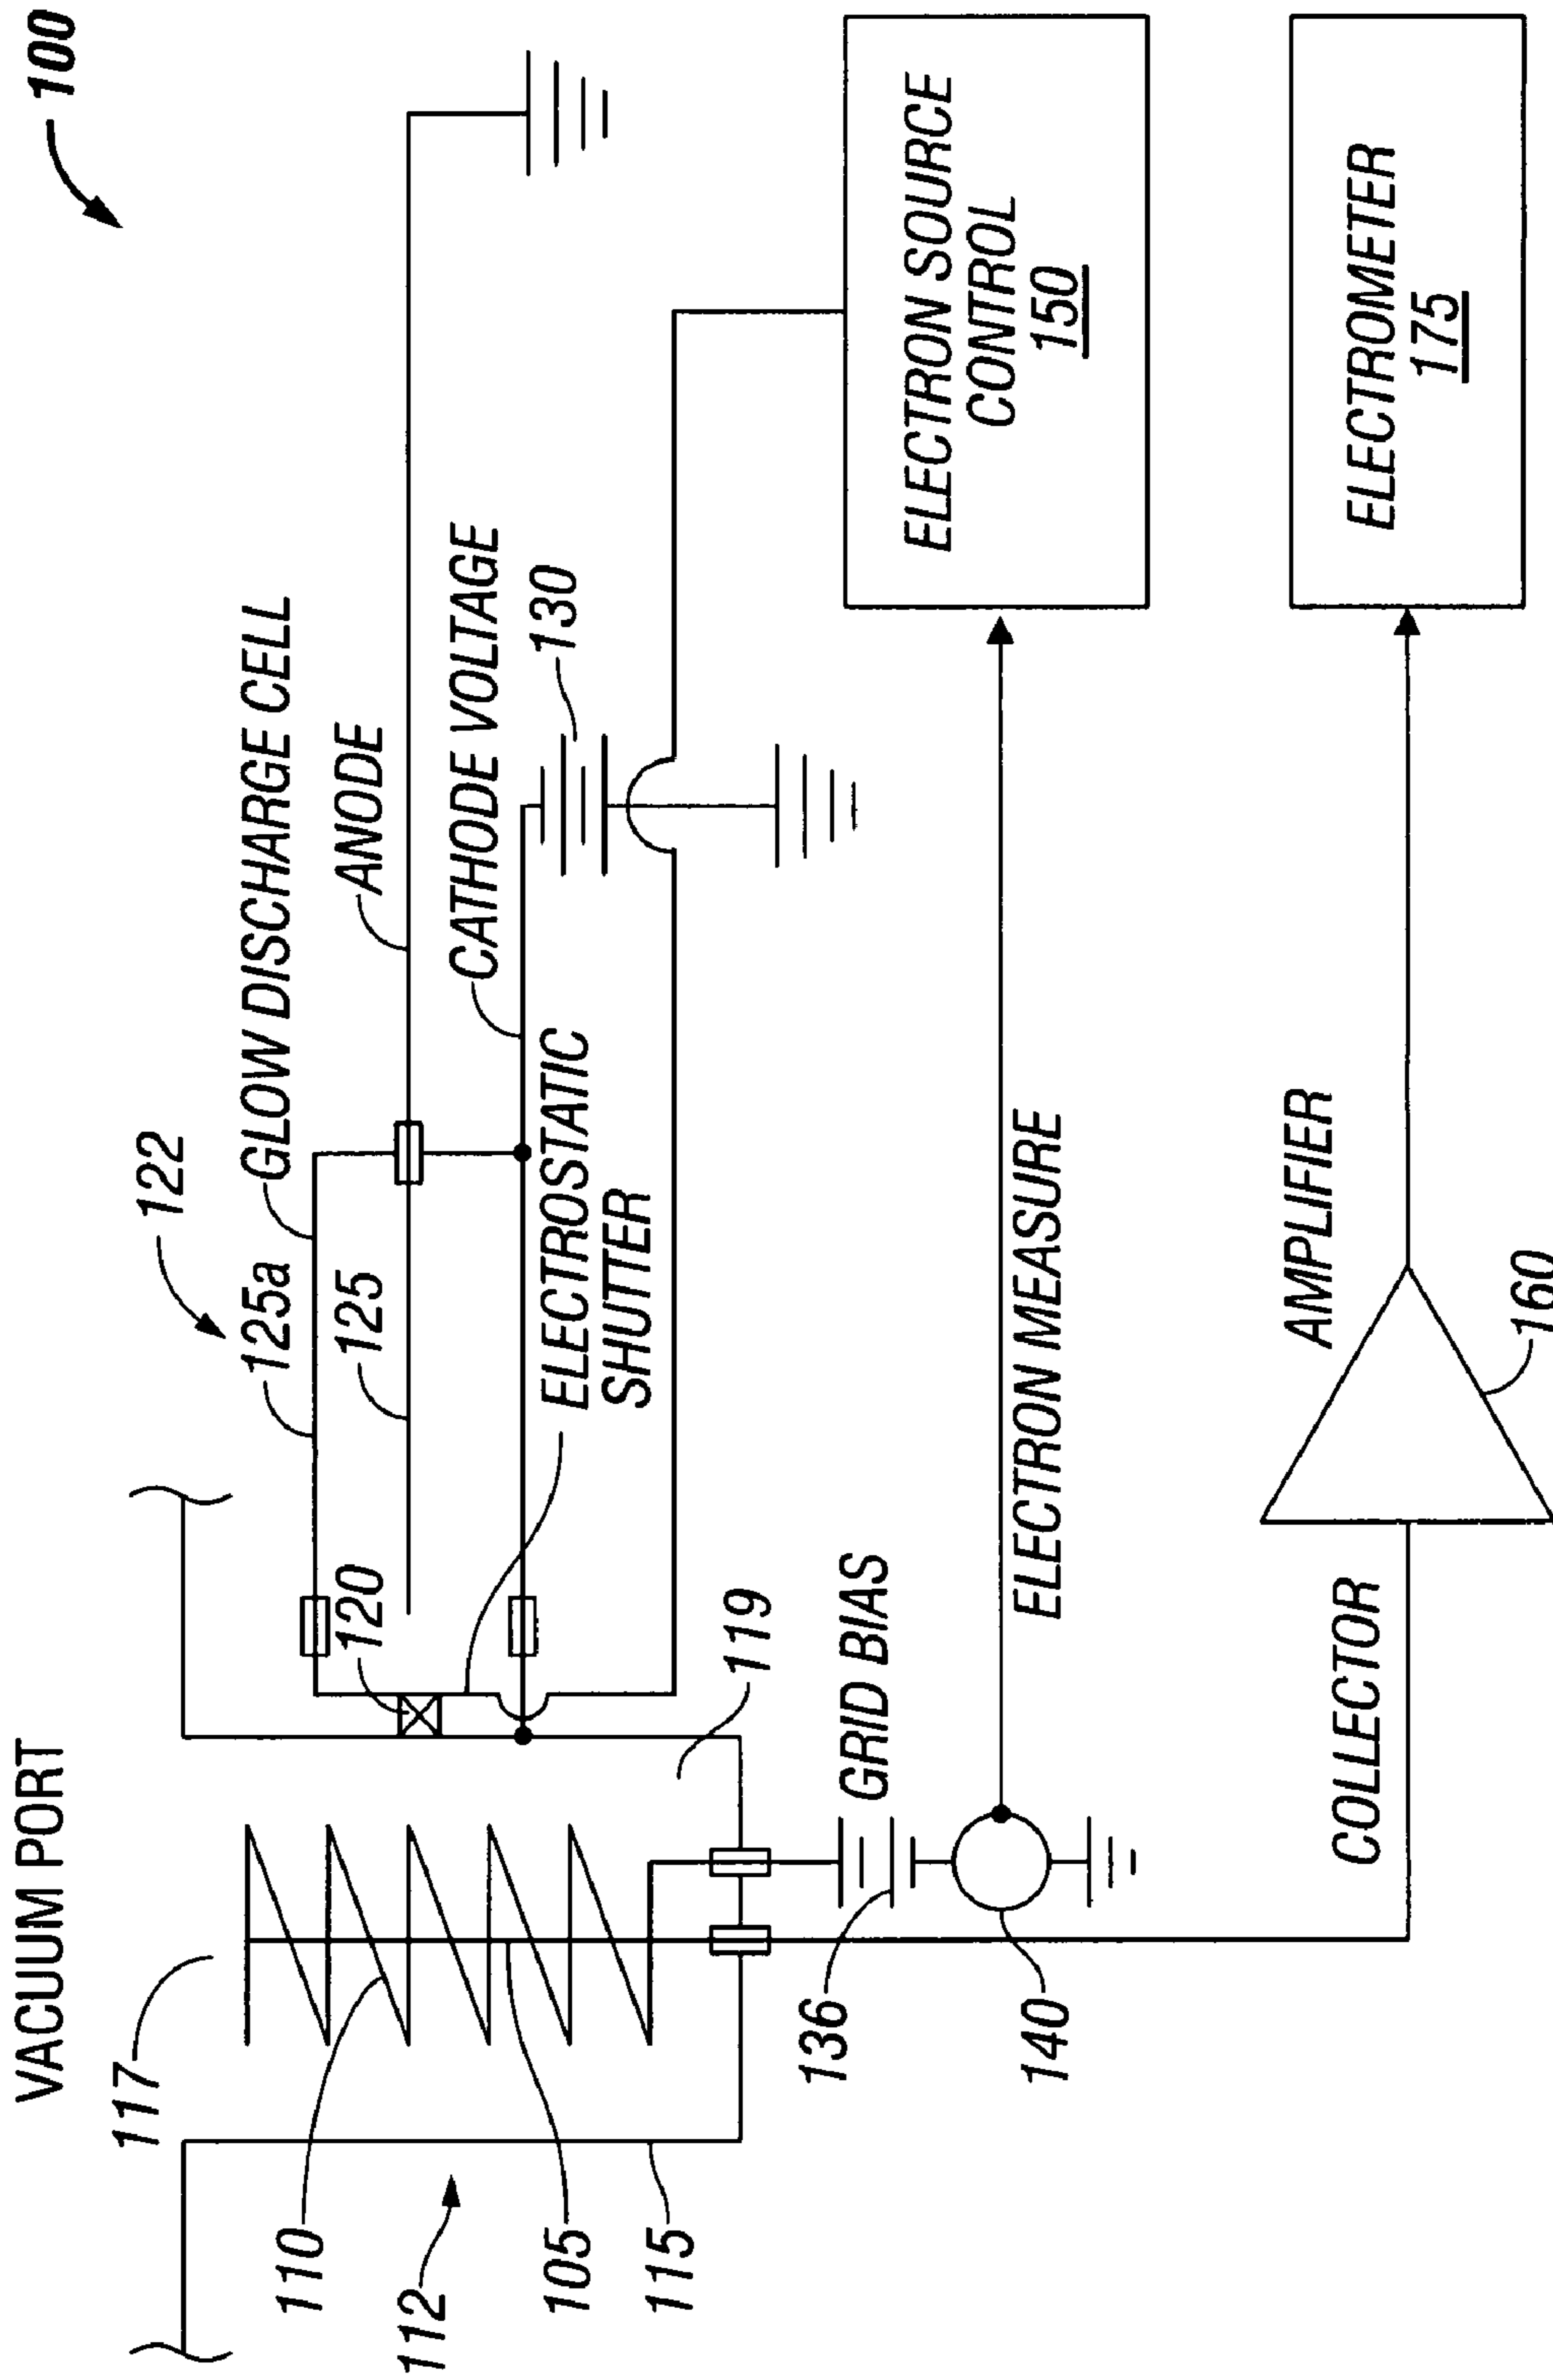 100
VACUUM PORT
117
110
112
105
115
122
GLOW DISCHARGE CELL
125a
ANODE
125
120
CATHODE VOLTAGE
130
ELECTROSTATIC
SHUTTER
119
136
GRID BIAS
140
ELECTRON MEASURE
ELECTRON SOURCE
CONTROL
150
COLLECTOR
AMPLIFIER
160
ELECTROMETER
175